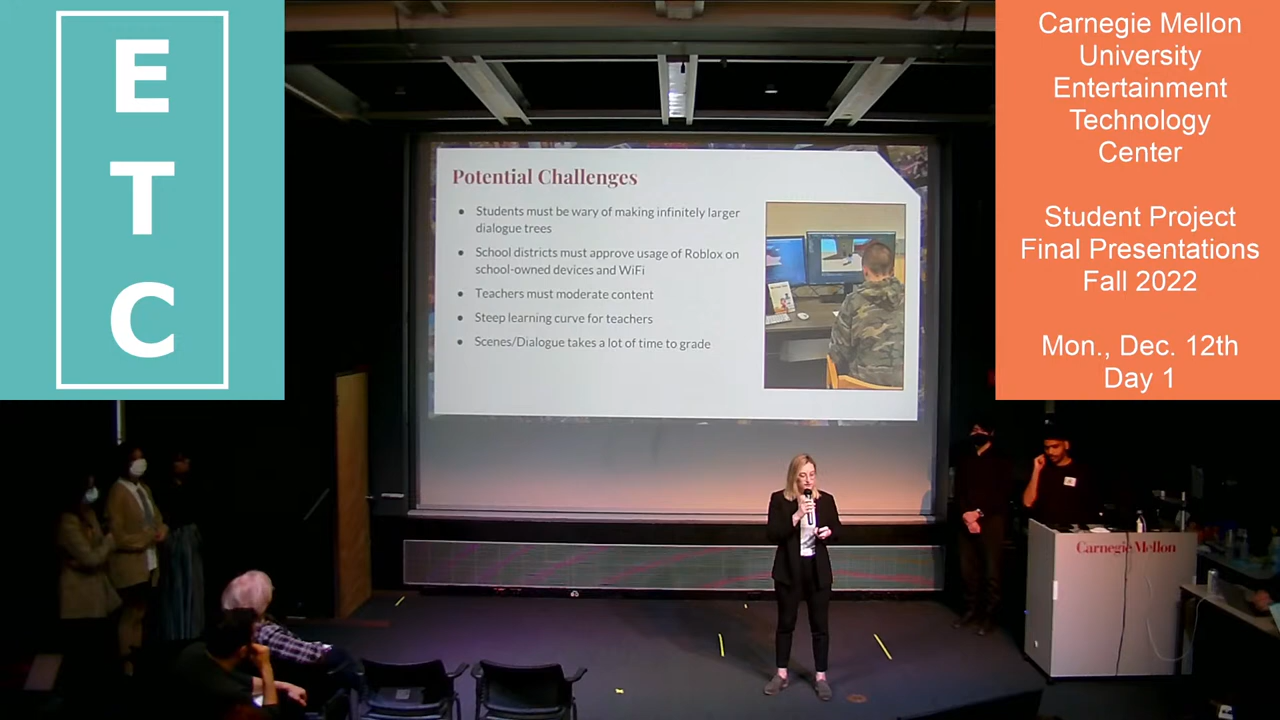 E
T
C
Carnegie Mellon
University
Entertainment
Technology
Center
Student Project
Final Presentations
Fall 2022
Mon., Dec. 12th
Day 1
Potential Challenges
• Students must be wary of making infinitely larger
dialogue trees
• School districts must approve usage of Roblox on
school-owned devices and WiFi
• Teachers must moderate content
• Steep learning curve for teachers
• Scenes/Dialogue takes a lot of time to grade
Carnegie Mellon